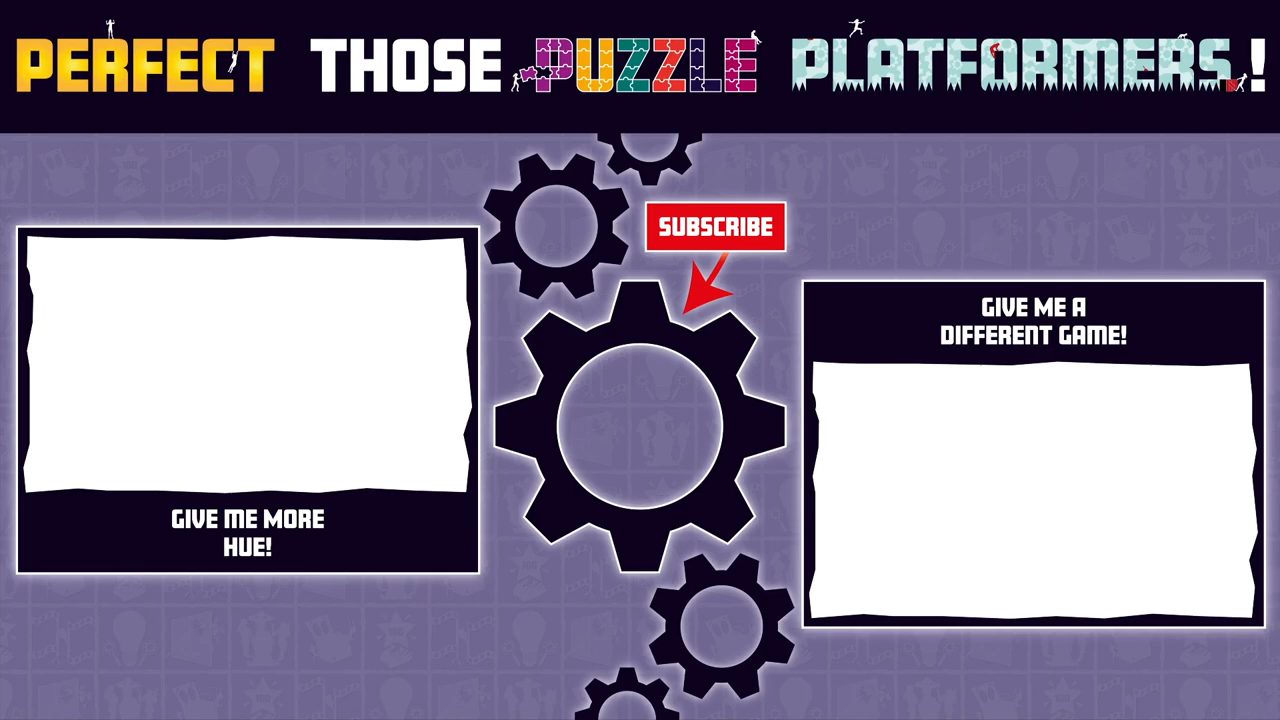 PERFECT THOSE PUZZLE PLATFORMERS!
SUBSCRIBE
GIVE ME MORE
HUE!
GIVE ME A
DIFFERENT GAME!